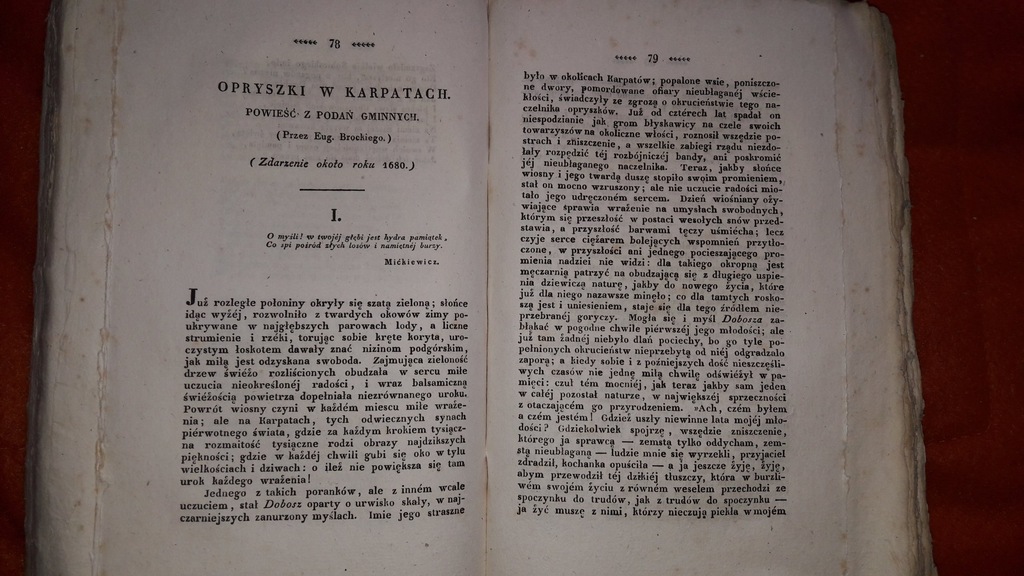 78
OPRYSZKI W KARPATACH.
POWIEŚĆ Z PODAŃ GMINNYCH.
(Przez Eug. Brockiego.)
(Zdarzenie około roku 1680.)
I.
O myśli! w twojéj głębi jest hydra pamiątek,
Co śpi pośród złych losów i namiętnéj burzy.
Mićkiewicz.
Już rozległe połoniny okryły się szatą zieloną; słońce
idąc wyżéj, rozwolniło z twardych okowów zimy po-
ukrywane w najgłębszych parowach lody, a liczne
strumienie i rzéki, torując sobie kręte koryta, uro-
czystym łoskotem dawały znać nizinom podgórskim,
jak miłą jest odzyskana swoboda. Zajmująca zieloność
drzew świéżo rozliścionych obudzała w sercu miłe
uczucia nieokreślonéj radości, i wraz balsamiczną
świéżością powietrza dopełniała niezrównanego uroku.
Powrót wiosny czyni w każdém miescu miłe wraże-
nia; ale na Karpatach, tych odwiecznych synach
piérwotnego świata, gdzie za każdym krokiem tysiącz-
na rozmaitość tysiączne rodzi obrazy najdzikszych
piękności; gdzie w każdéj chwili gubi się oko w tylu
wielkościach i dziwach: o ileż nie powiększa się tam
urok każdego wrażenia!
Jednego z takich poranków, ale z inném wcale
uczuciem, stał Dobosz oparty o urwisko skały, w naj-
czarniejszych zanurzony myślach. Imie jego straszne
79
było w okolicach Karpatów; popalone wsie, poniszczo-
ne dwory, pomordowane ofiary nieubłaganéj wście-
kłości, świadczyły ze zgrozą o okrucieństwie tego na-
czelnika opryszków. Już od czterech lat spadał on
niespodzianie jak grom błyskawicy na czele swoich
towarzyszów na okoliczne włości, roznosił wszędzie po-
strach i zniszczenie, a wszelkie zabiegi rządu niezdo-
łały rozpędzić téj rozbójniczéj bandy, ani poskromić
jéj nieubłaganego naczelnika. Teraz, jakby słońce
wiosny i jego twardą duszę stopiło swoim promieniem,
stał on mocno wzruszony; ale nie uczucie radości mio-
tało jego udręczoném sercem. Dzień wiośniany oży-
wiające sprawia wrażenie na umysłach swobodnych,
którym się przeszłość w postaci wesołych snów przed-
stawia, a przyszłość barwami tęczy uśmiécha; lecz
czyje serce ciężarem bolejących wspomnień przytło-
czone, w przyszłości ani jednego pocieszającego pro-
mienia nadziei nie widzi: dla takiego okropną jest
męczarnią patrzyć na obudzającą się z długiego uspie-
nia dziewiczą naturę, jakby do nowego życia, które
już dla niego nazawsze minęło; co dla tamtych rosko-
szą jest i uniesieniem, staje się dla tego źródłem nie-
przebranéj goryczy. Mogła się i myśl Dobosza za-
błąkać w pogodne chwile piérwszéj jego młodości; ale
już tam żadnéj niebyło dlań pociechy, bo go tyle po-
pełnionych okrucieństw nieprzebytą od niéj odgradzało
zaporą; a kiedy sobie i z poźniejszych dość nieszczęśli-
wych czasów nie jednę miłą chwilę odświéżył w pa-
mięci: czuł tém mocniéj, jak teraz jakby sam jeden
w całéj pozostał naturze, w największéj sprzeczności
z otaczającém go przyrodzeniem. »Ach, czém byłem
a czém jestém! Gdzieź uszły niewinne lata mojéj mło-
dości? Gdziekolwiek spojrzę, wszędzie zniszczenie,
którego ja sprawcą — zemstą tylko oddycham, zem-
stą nieubłaganą — ludzie mnie się wyrzekli, przyjaciel
zdradził, kochanka opuściła — a ja jeszcze żyję, żyję,
abym przewodził téj dzikiéj tłuszczy, która w burzli-
wém swojém życiu z równém weselem przechodzi ze
spoczynku do trudów, jak z trudów do spoczynku —
ja żyć muszę z nimi, którzy nieczują piekła w mojém